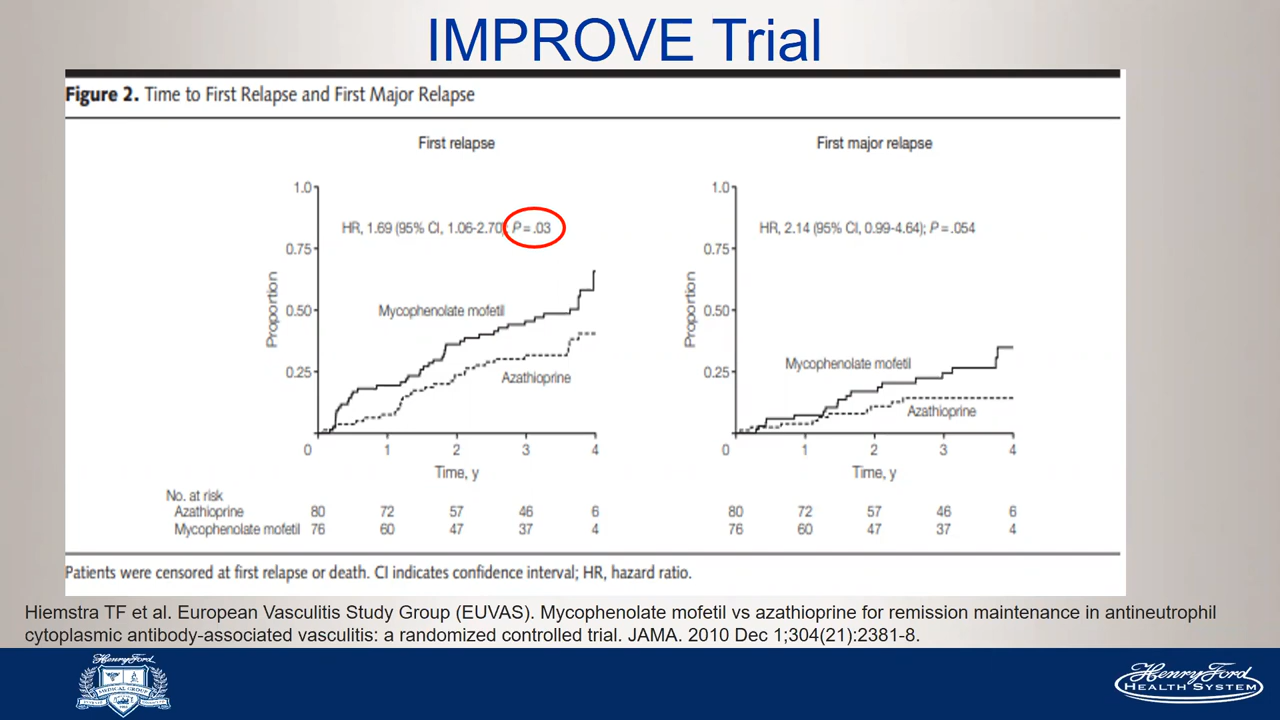 IMPROVE Trial
Figure 2. Time to First Relapse and First Major Relapse
First relapse
1.0
HR, 1.69 (95% CI, 1.06-2.70) P = .03
0.75
Mycophenolate mofetil
0.50
Proportion
0.25
Azathioprine
0 1 2 3 4
Time, y
First major relapse
1.0
HR, 2.14 (95% CI, 0.99-4.64); P = .054
0.75
0.50
Proportion
Mycophenolate mofetil
0.25
Azathioprine
0 1 2 3 4
Time, y
No. at risk
Azathioprine 80 72 57 46 6 80 72 57 46 6
Mycophenolate mofetil 76 60 47 37 4 76 60 47 37 4
Patients were censored at first relapse or death. CI indicates confidence interval; HR, hazard ratio.
Hiemstra TF et al. European Vasculitis Study Group (EUVAS). Mycophenolate mofetil vs azathioprine for remission maintenance in antineutrophil
cytoplasmic antibody-associated vasculitis: a randomized controlled trial. JAMA. 2010 Dec 1;304(21):2381-8.
Henry Ford
MEDICAL GROUP
Henry Ford
HEALTH SYSTEM